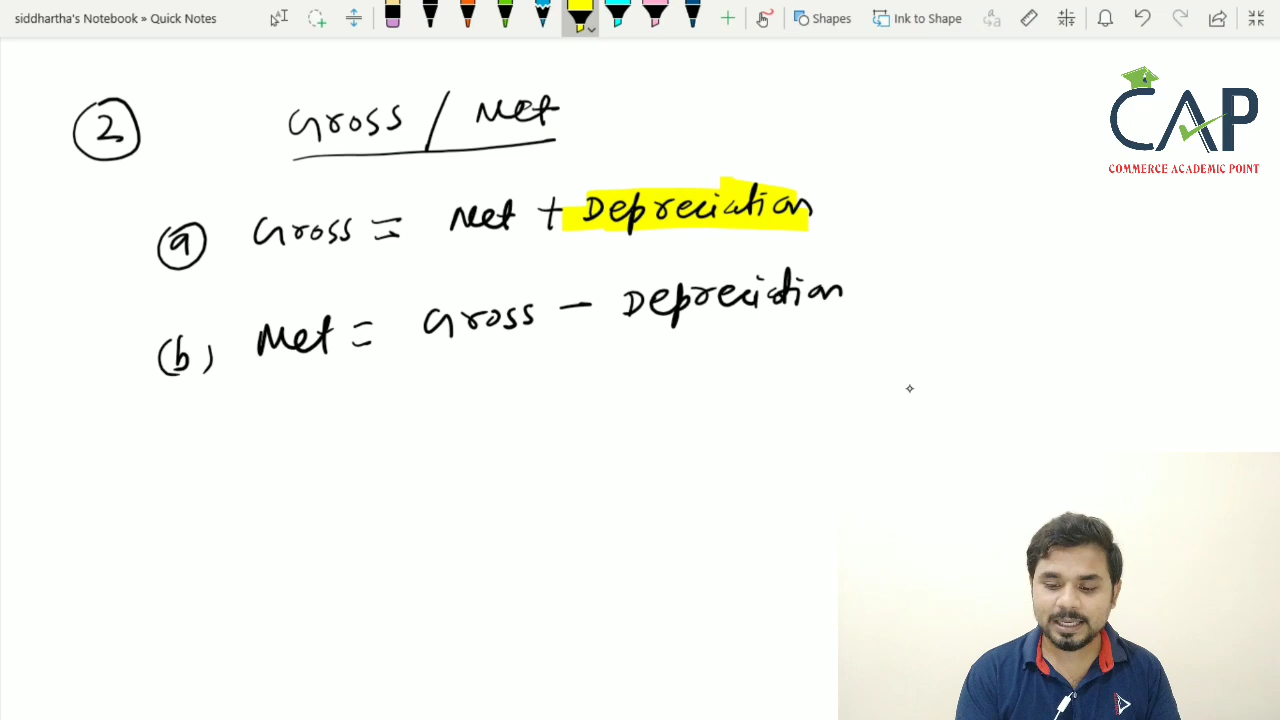 siddhartha's Notebook » Quick Notes
Shapes
Ink to Shape
2 Gross / Net
CAP
COMMERCE ACADEMIC POINT
(a) Gross = Net + Depreciation
(b) Net = Gross - Depreciation